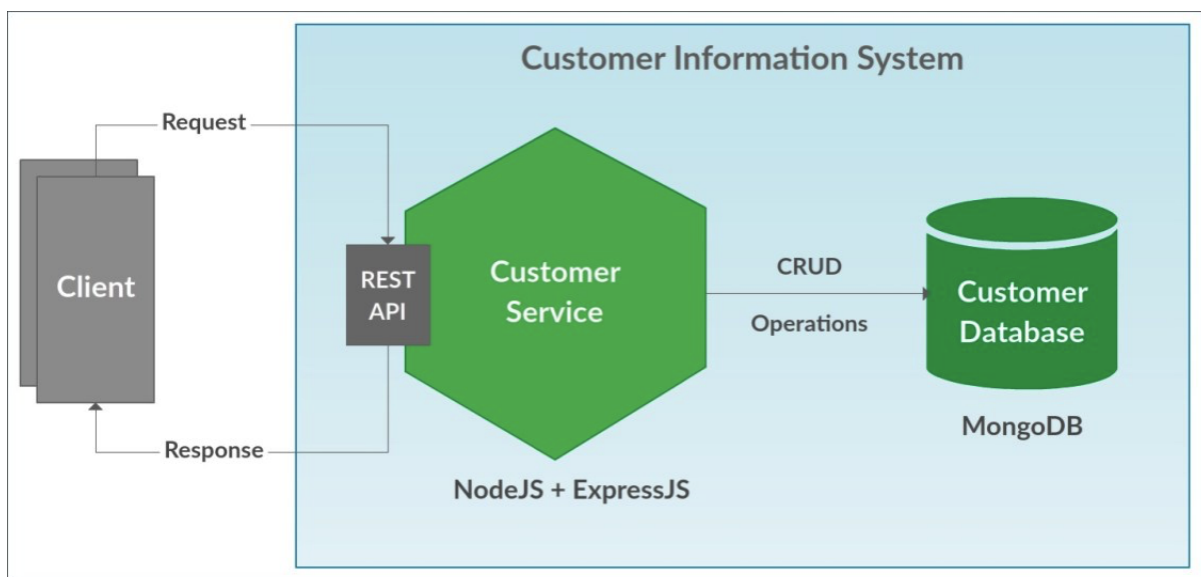 Customer Information System
Request
Client
REST
API
Customer
Service
CRUD
Operations
Customer
Database
Response
MongoDB
NodeJS + ExpressJS